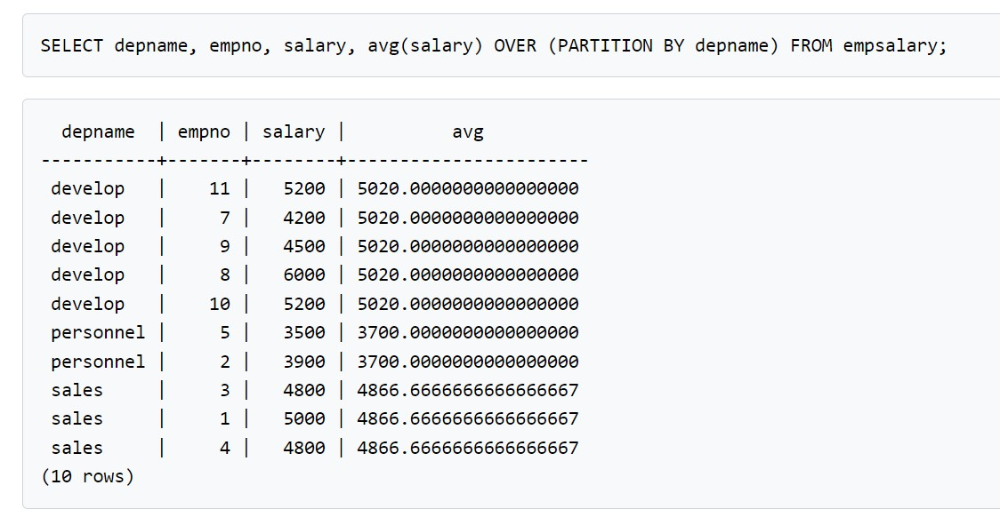 SELECT depname, empno, salary, avg(salary) OVER (PARTITION BY depname) FROM empsalary;
  depname  | empno | salary |          avg
-----------+-------+--------+-----------------------
 develop   |    11 |   5200 | 5020.0000000000000000
 develop   |     7 |   4200 | 5020.0000000000000000
 develop   |     9 |   4500 | 5020.0000000000000000
 develop   |     8 |   6000 | 5020.0000000000000000
 develop   |    10 |   5200 | 5020.0000000000000000
 personnel |     5 |   3500 | 3700.0000000000000000
 personnel |     2 |   3900 | 3700.0000000000000000
 sales     |     3 |   4800 | 4866.6666666666666667
 sales     |     1 |   5000 | 4866.6666666666666667
 sales     |     4 |   4800 | 4866.6666666666666667
(10 rows)